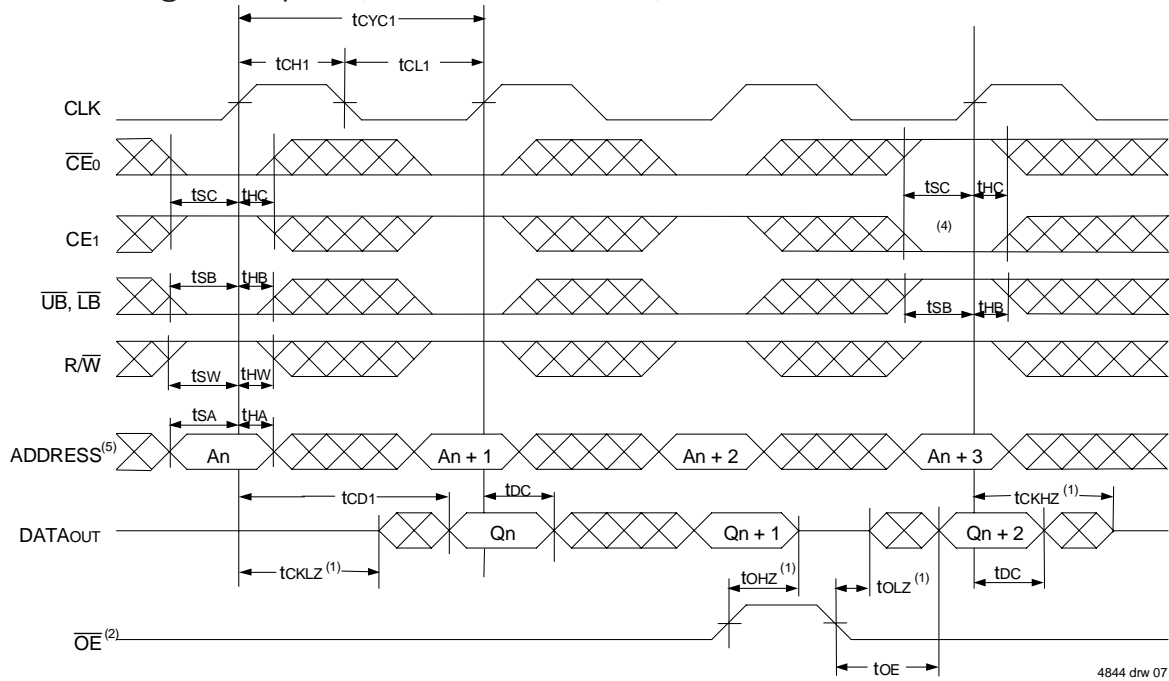 tCYC1
tCH1 tCL1
CLK
CE0
tSC tHC tSC tHC
CE1 (4)
tSB tHB
UB, LB
tSB tHB
R/W
tSW tHW
tSA tHA
ADDRESS(5) An An + 1 An + 2 An + 3
tCD1 tDC tCKHZ (1)
DATAOUT Qn Qn + 1 Qn + 2
tCKLZ (1) tOHZ (1) tOLZ (1) tDC
OE (2)
tOE
4844 drw 07